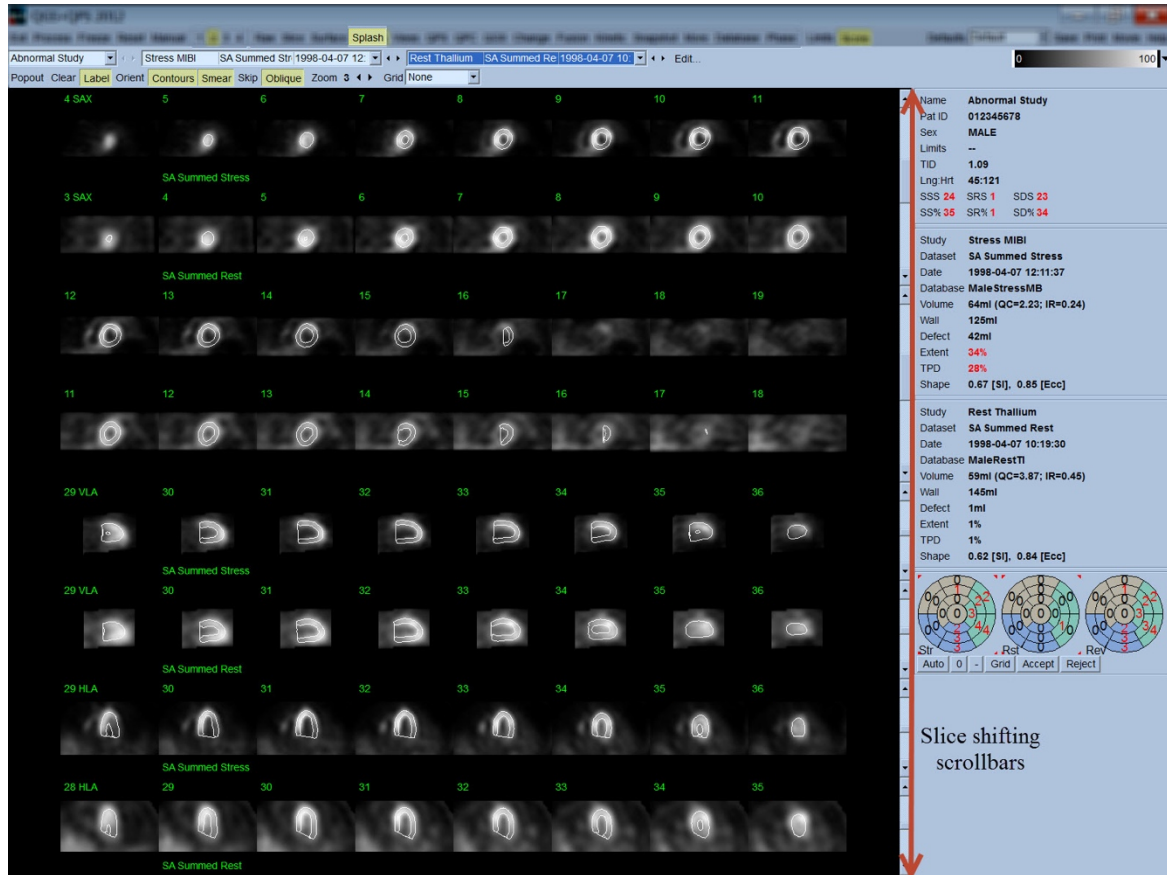 QGS+QPS 2012
Splash
Abnormal Study Stress MIBI SA Summed Str 1998-04-07 12: Rest Thallium SA Summed Re 1998-04-07 10: Edit...
0 100
Popout Clear Label Orient Contours Smear Skip Oblique Zoom 3 Grid None
4 SAX 5 6 7 8 9 10 11
SA Summed Stress
3 SAX 4 5 6 7 8 9 10
SA Summed Rest
12 13 14 15 16 17 18 19
11 12 13 14 15 16 17 18
29 VLA 30 31 32 33 34 35 36
SA Summed Stress
29 VLA 30 31 32 33 34 35 36
SA Summed Rest
29 HLA 30 31 32 33 34 35 36
SA Summed Stress
28 HLA 29 30 31 32 33 34 35
SA Summed Rest
Name Abnormal Study
Pat ID 012345678
Sex MALE
Limits --
TID 1.09
Lng:Hrt 45:121
SSS 24 SRS 1 SDS 23
SS% 35 SR% 1 SD% 34
Study Stress MIBI
Dataset SA Summed Stress
Date 1998-04-07 12:11:37
Database MaleStressMB
Volume 64ml (QC=2.23; IR=0.24)
Wall 125ml
Defect 42ml
Extent 34%
TPD 28%
Shape 0.67 [SI], 0.85 [Ecc]
Study Rest Thallium
Dataset SA Summed Rest
Date 1998-04-07 10:19:30
Database MaleRestTl
Volume 59ml (QC=3.87; IR=0.45)
Wall 145ml
Defect 1ml
Extent 1%
TPD 1%
Shape 0.62 [SI], 0.84 [Ecc]
Str Rst Rev
Auto 0 - Grid Accept Reject
Slice shifting
scrollbars